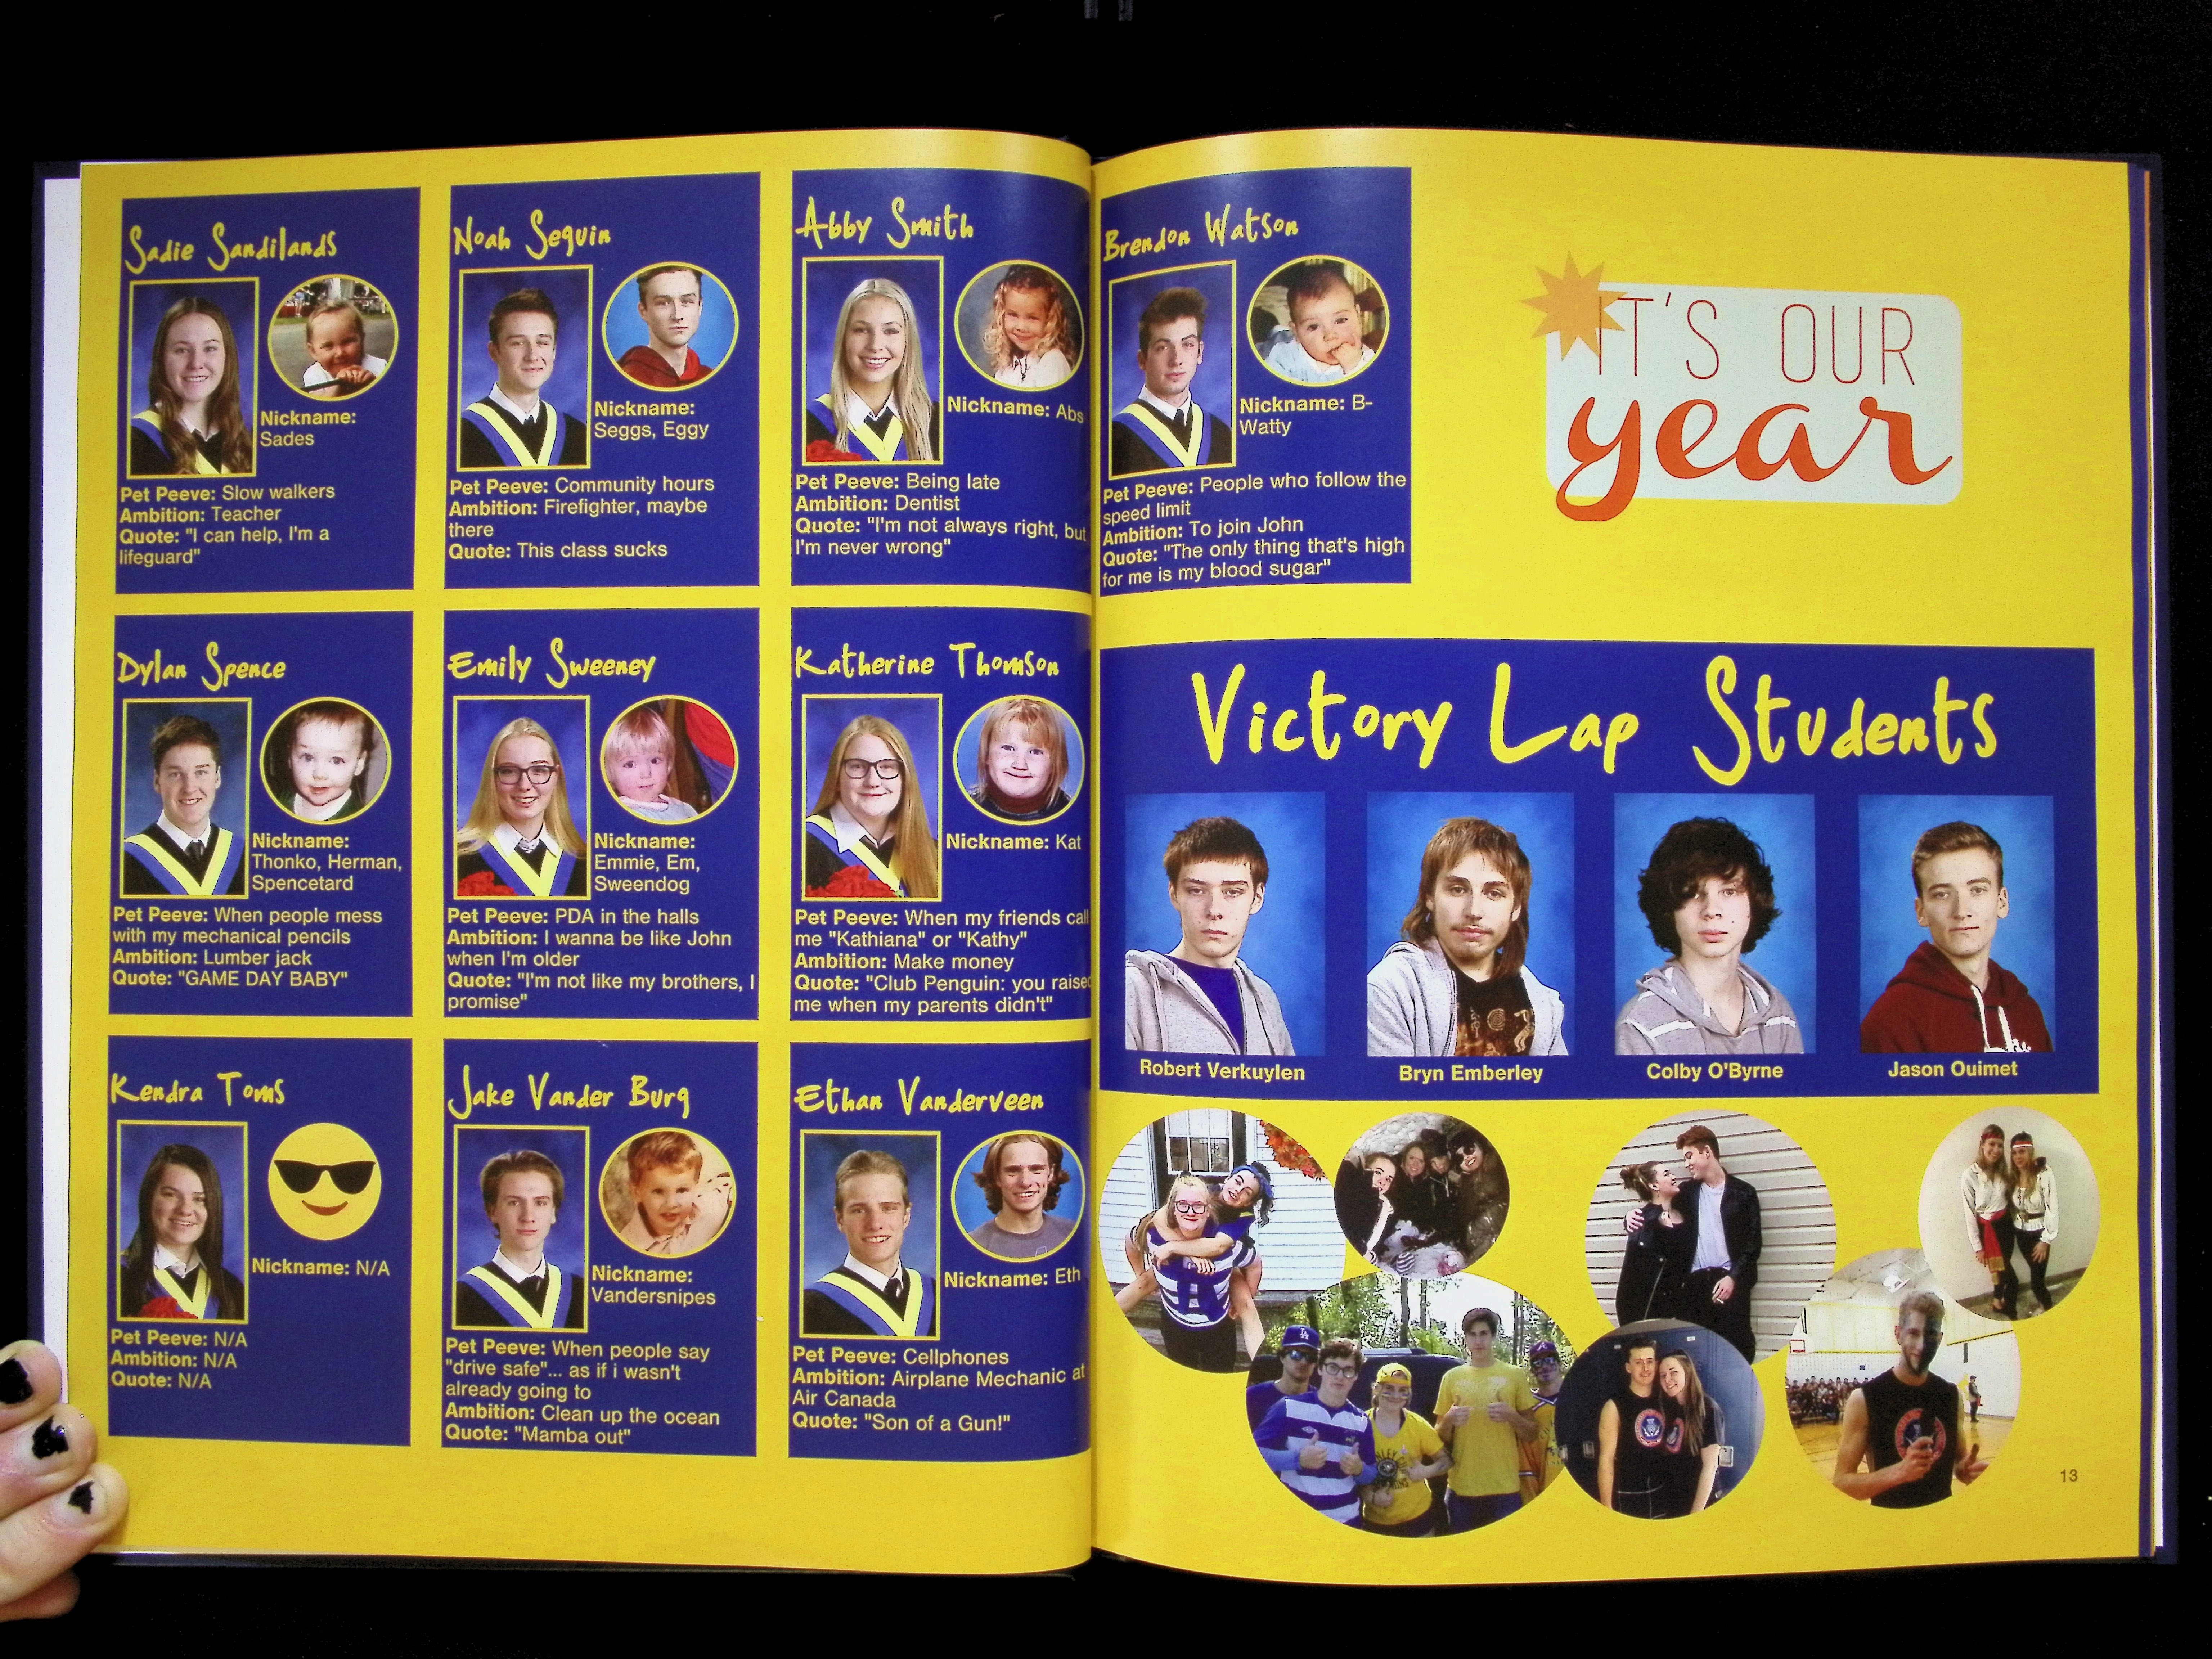 Sadie Sandilands
Nickname:
Sades
Pet Peeve: Slow walkers
Ambition: Teacher
Quote: "I can help, I'm a
lifeguard"
Noah Seguin
Nickname:
Seggs, Eggy
Pet Peeve: Community hours
Ambition: Firefighter, maybe
there
Quote: This class sucks
Abby Smith
Nickname: Abs
Pet Peeve: Being late
Ambition: Dentist
Quote: "I'm not always right, but
I'm never wrong"
Dylan Spence
Nickname:
Thonko, Herman,
Spencetard
Pet Peeve: When people mess
with my mechanical pencils
Ambition: Lumber jack
Quote: "GAME DAY BABY"
Emily Sweeney
Nickname:
Emmie, Em,
Sweendog
Pet Peeve: PDA in the halls
Ambition: I wanna be like John
when I'm older
Quote: "I'm not like my brothers, I
promise"
Katherine Thomson
Nickname: Kat
Pet Peeve: When my friends call
me "Kathiana" or "Kathy"
Ambition: Make money
Quote: "Club Penguin: you raised
me when my parents didn't"
Kendra Toms
Nickname: N/A
Pet Peeve: N/A
Ambition: N/A
Quote: N/A
Jake Vander Burg
Nickname:
Vandersnipes
Pet Peeve: When people say
"drive safe"... as if i wasn't
already going to
Ambition: Clean up the ocean
Quote: "Mamba out"
Ethan Vanderveen
Nickname: Eth
Pet Peeve: Cellphones
Ambition: Airplane Mechanic at
Air Canada
Quote: "Son of a Gun!"
Brendon Watson
Nickname: B-
Watty
Pet Peeve: People who follow the
speed limit
Ambition: To join John
Quote: "The only thing that's high
for me is my blood sugar"
IT'S OUR
year
Victory Lap Students
Robert Verkuylen
Bryn Emberley
Colby O'Byrne
Jason Ouimet
13